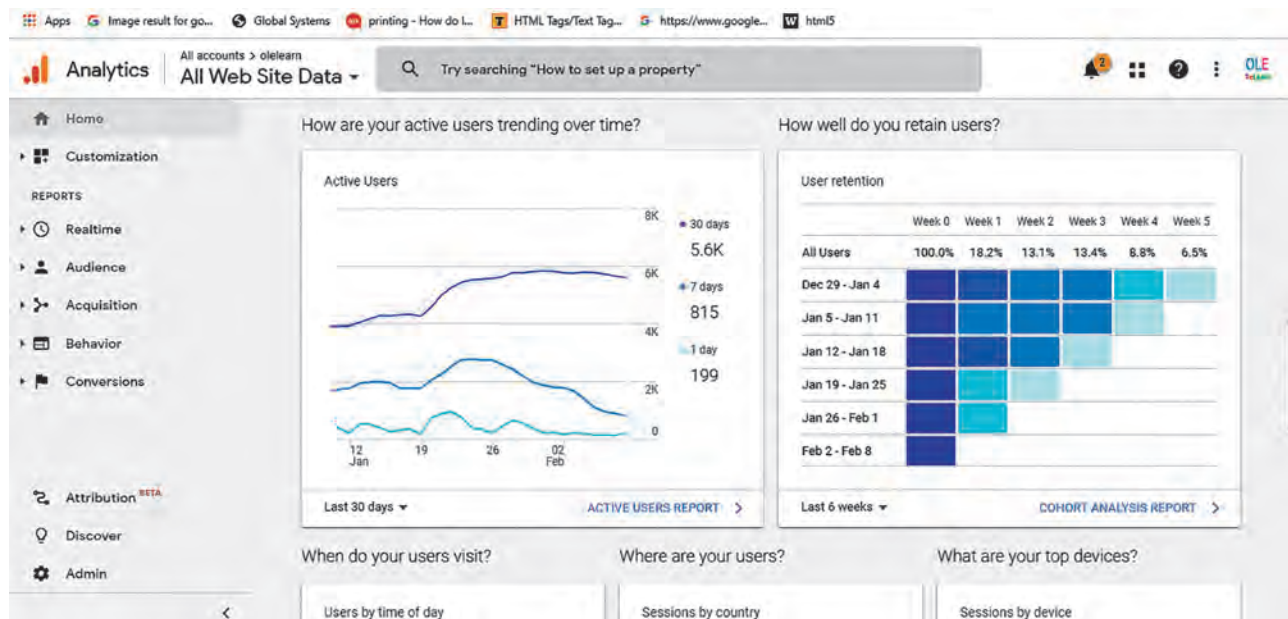 Apps Image result for go... Global Systems printing - How do I... HTML Tags/Text Tag... https://www.google... html5
Analytics
All accounts > olelearn
All Web Site Data
Try searching "How to set up a property"
2
OLE
Home
Customization
REPORTS
Realtime
Audience
Acquisition
Behavior
Conversions
Attribution BETA
Discover
Admin
How are your active users trending over time?
Active Users
8K
6K
4K
2K
0
12 Jan
19
26
02 Feb
30 days
5.6K
7 days
815
1 day
199
Last 30 days
ACTIVE USERS REPORT >
How well do you retain users?
User retention
Week 0 Week 1 Week 2 Week 3 Week 4 Week 5
All Users 100.0% 18.2% 13.1% 13.4% 8.8% 6.5%
Dec 29 - Jan 4
Jan 5 - Jan 11
Jan 12 - Jan 18
Jan 19 - Jan 25
Jan 26 - Feb 1
Feb 2 - Feb 8
Last 6 weeks
COHORT ANALYSIS REPORT >
When do your users visit?
Users by time of day
Where are your users?
Sessions by country
What are your top devices?
Sessions by device